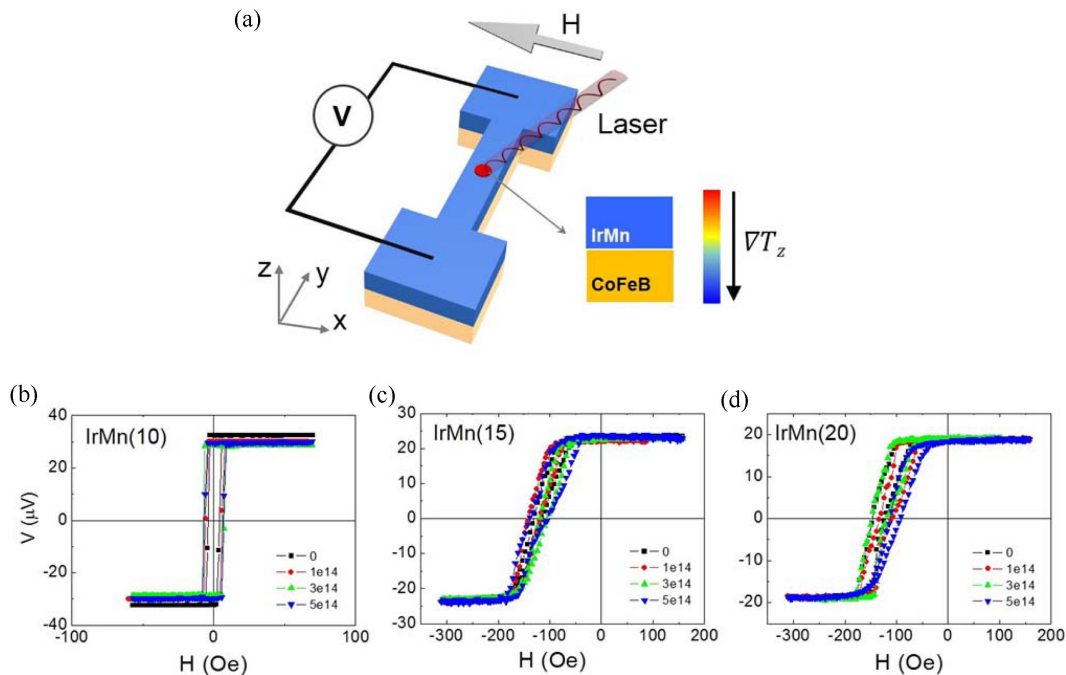 (a)
H
V
Laser
IrMn
CoFeB
∇T_z
z
y
x
(b)
(c)
(d)
IrMn(10)
V (μV)
40
20
0
-20
-40
0
1e14
3e14
5e14
-100
0
100
H (Oe)
IrMn(15)
30
20
10
0
-10
-20
-30
0
1e14
3e14
5e14
-300
-200
-100
0
100
200
H (Oe)
IrMn(20)
20
10
0
-10
-20
0
1e14
3e14
5e14
-300
-200
-100
0
100
200
H (Oe)